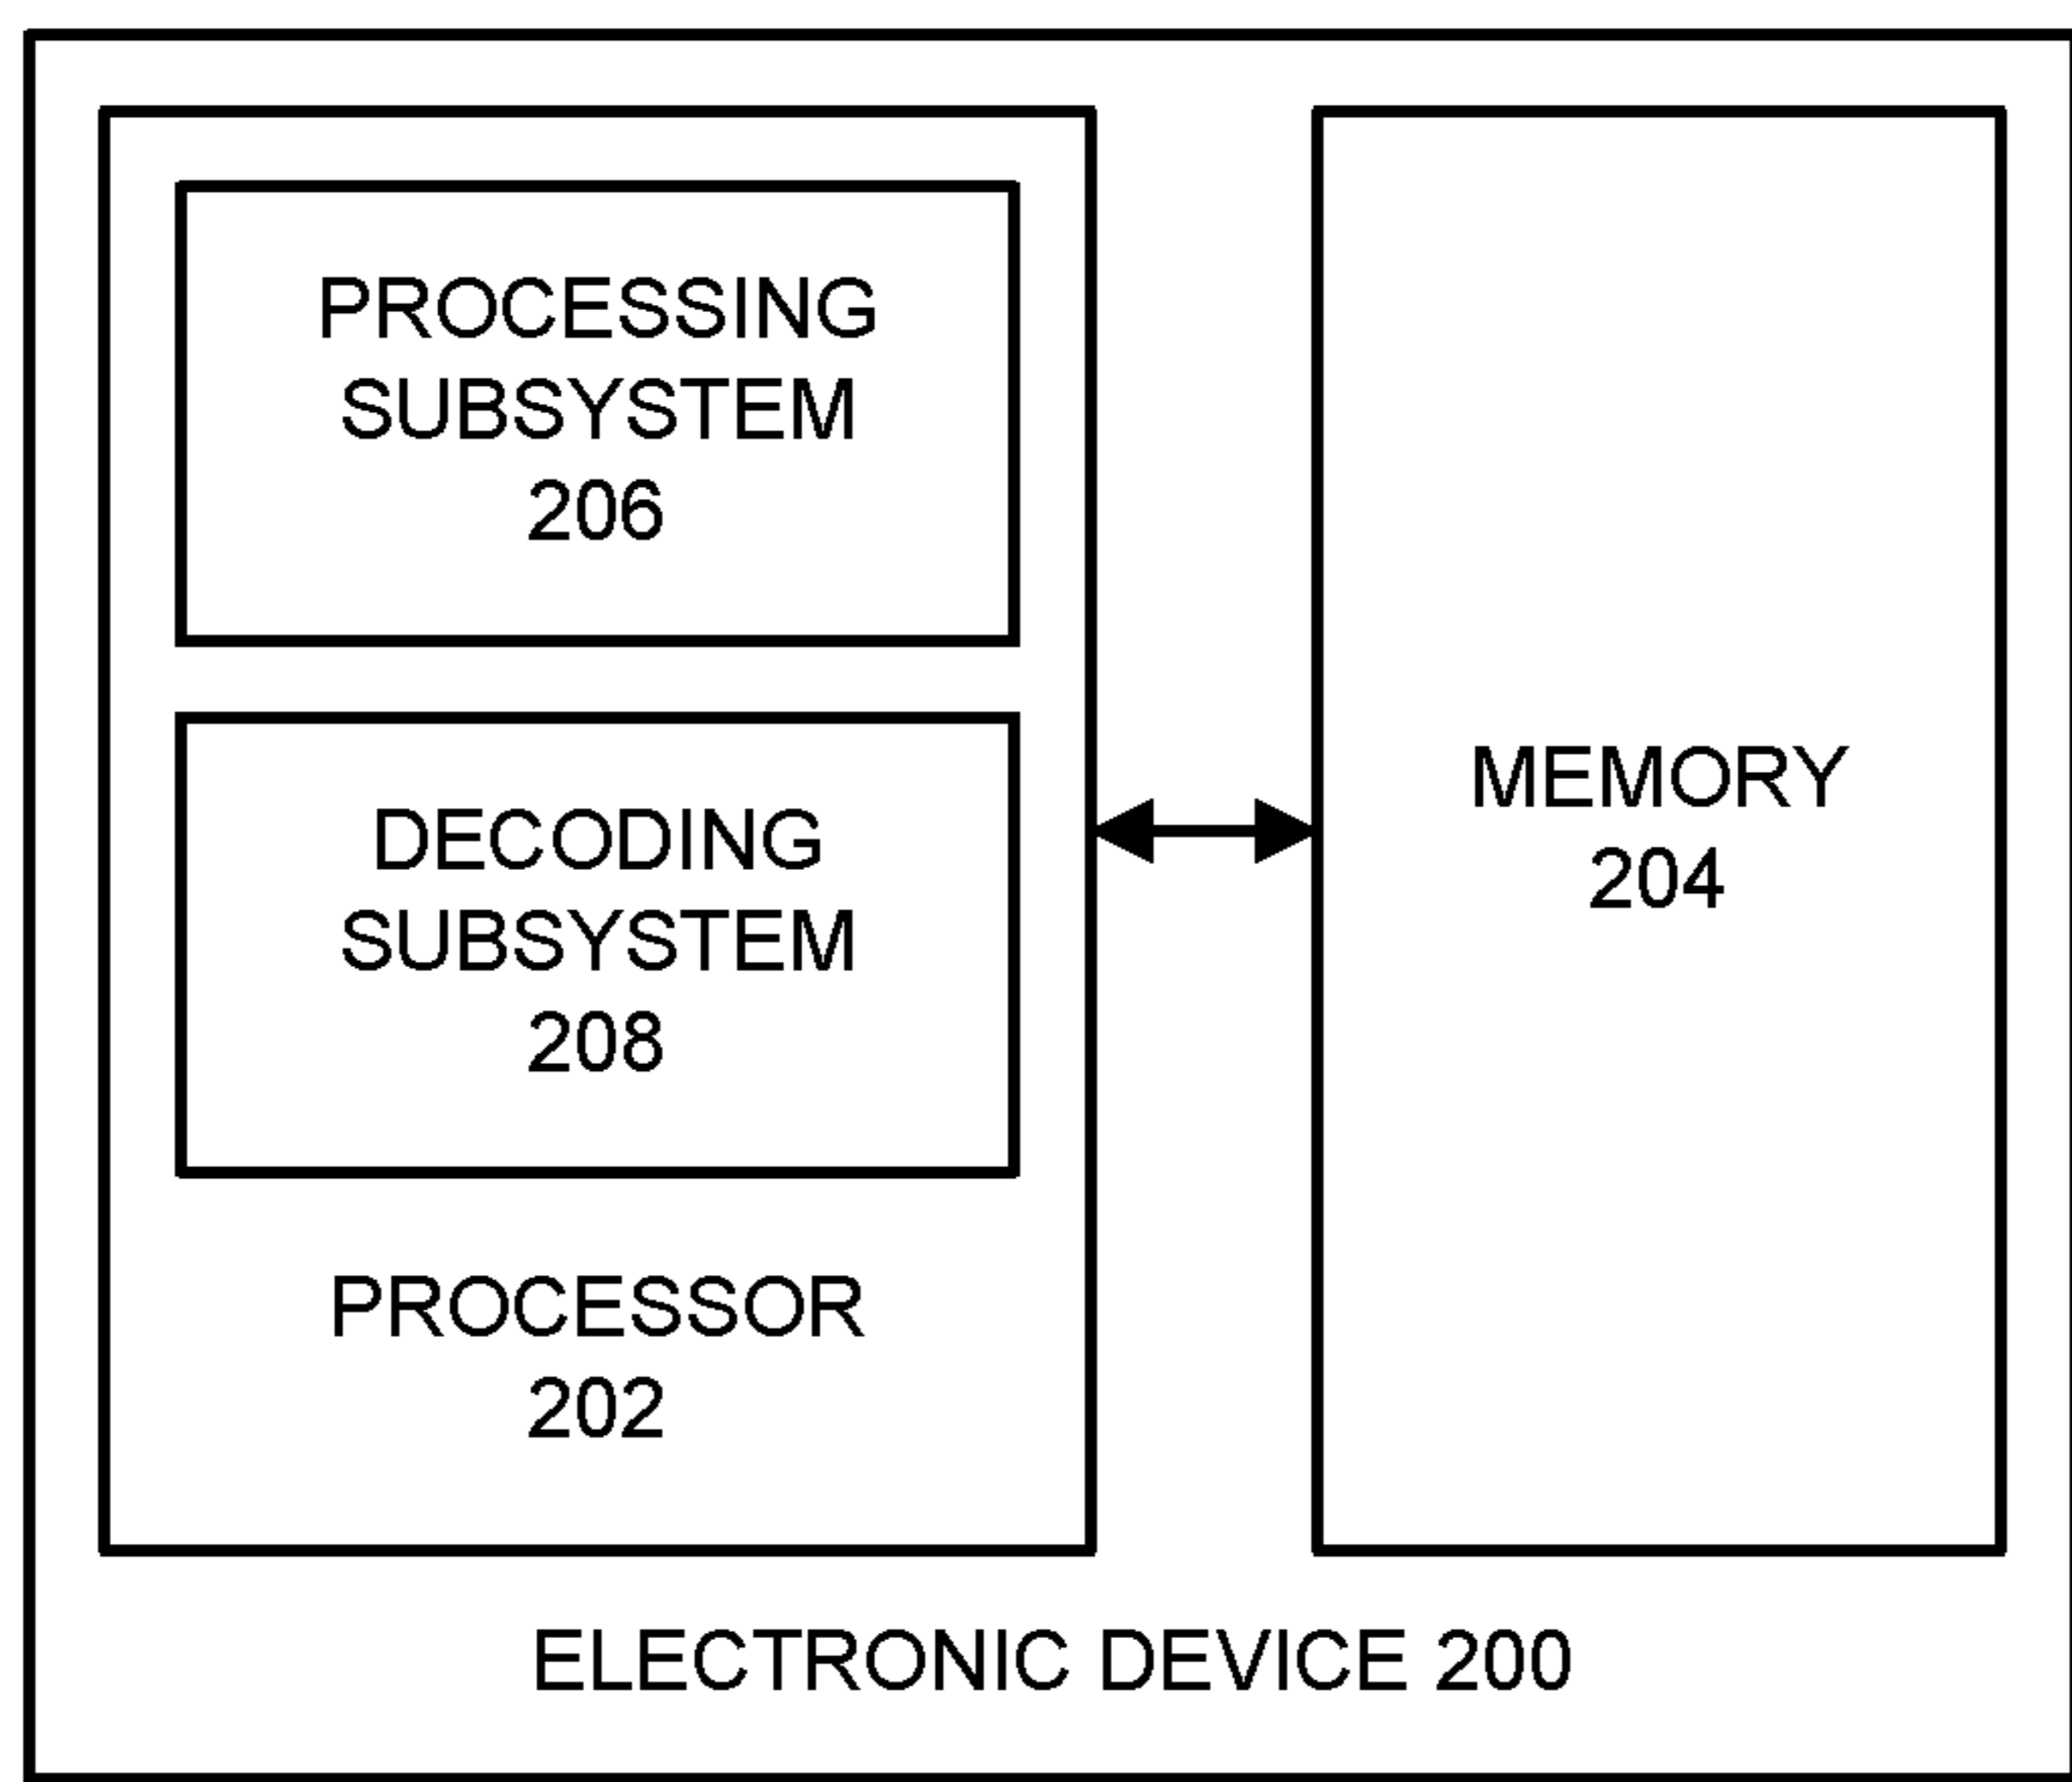 PROCESSING
SUBSYSTEM
206
DECODING
SUBSYSTEM
208
PROCESSOR
202
MEMORY
204
ELECTRONIC DEVICE 200